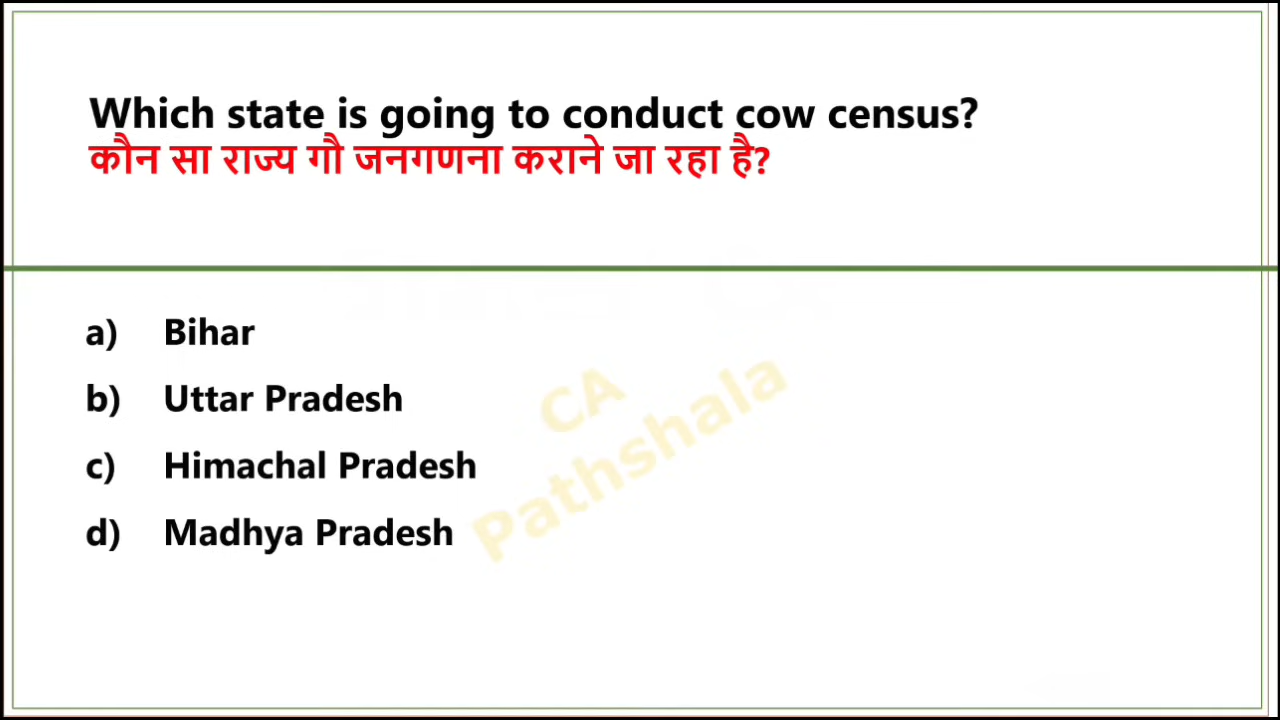 Which state is going to conduct cow census?
कौन सा राज्य गौ जनगणना कराने जा रहा है?
a) Bihar
b) Uttar Pradesh
c) Himachal Pradesh
d) Madhya Pradesh
CA
Pathshala